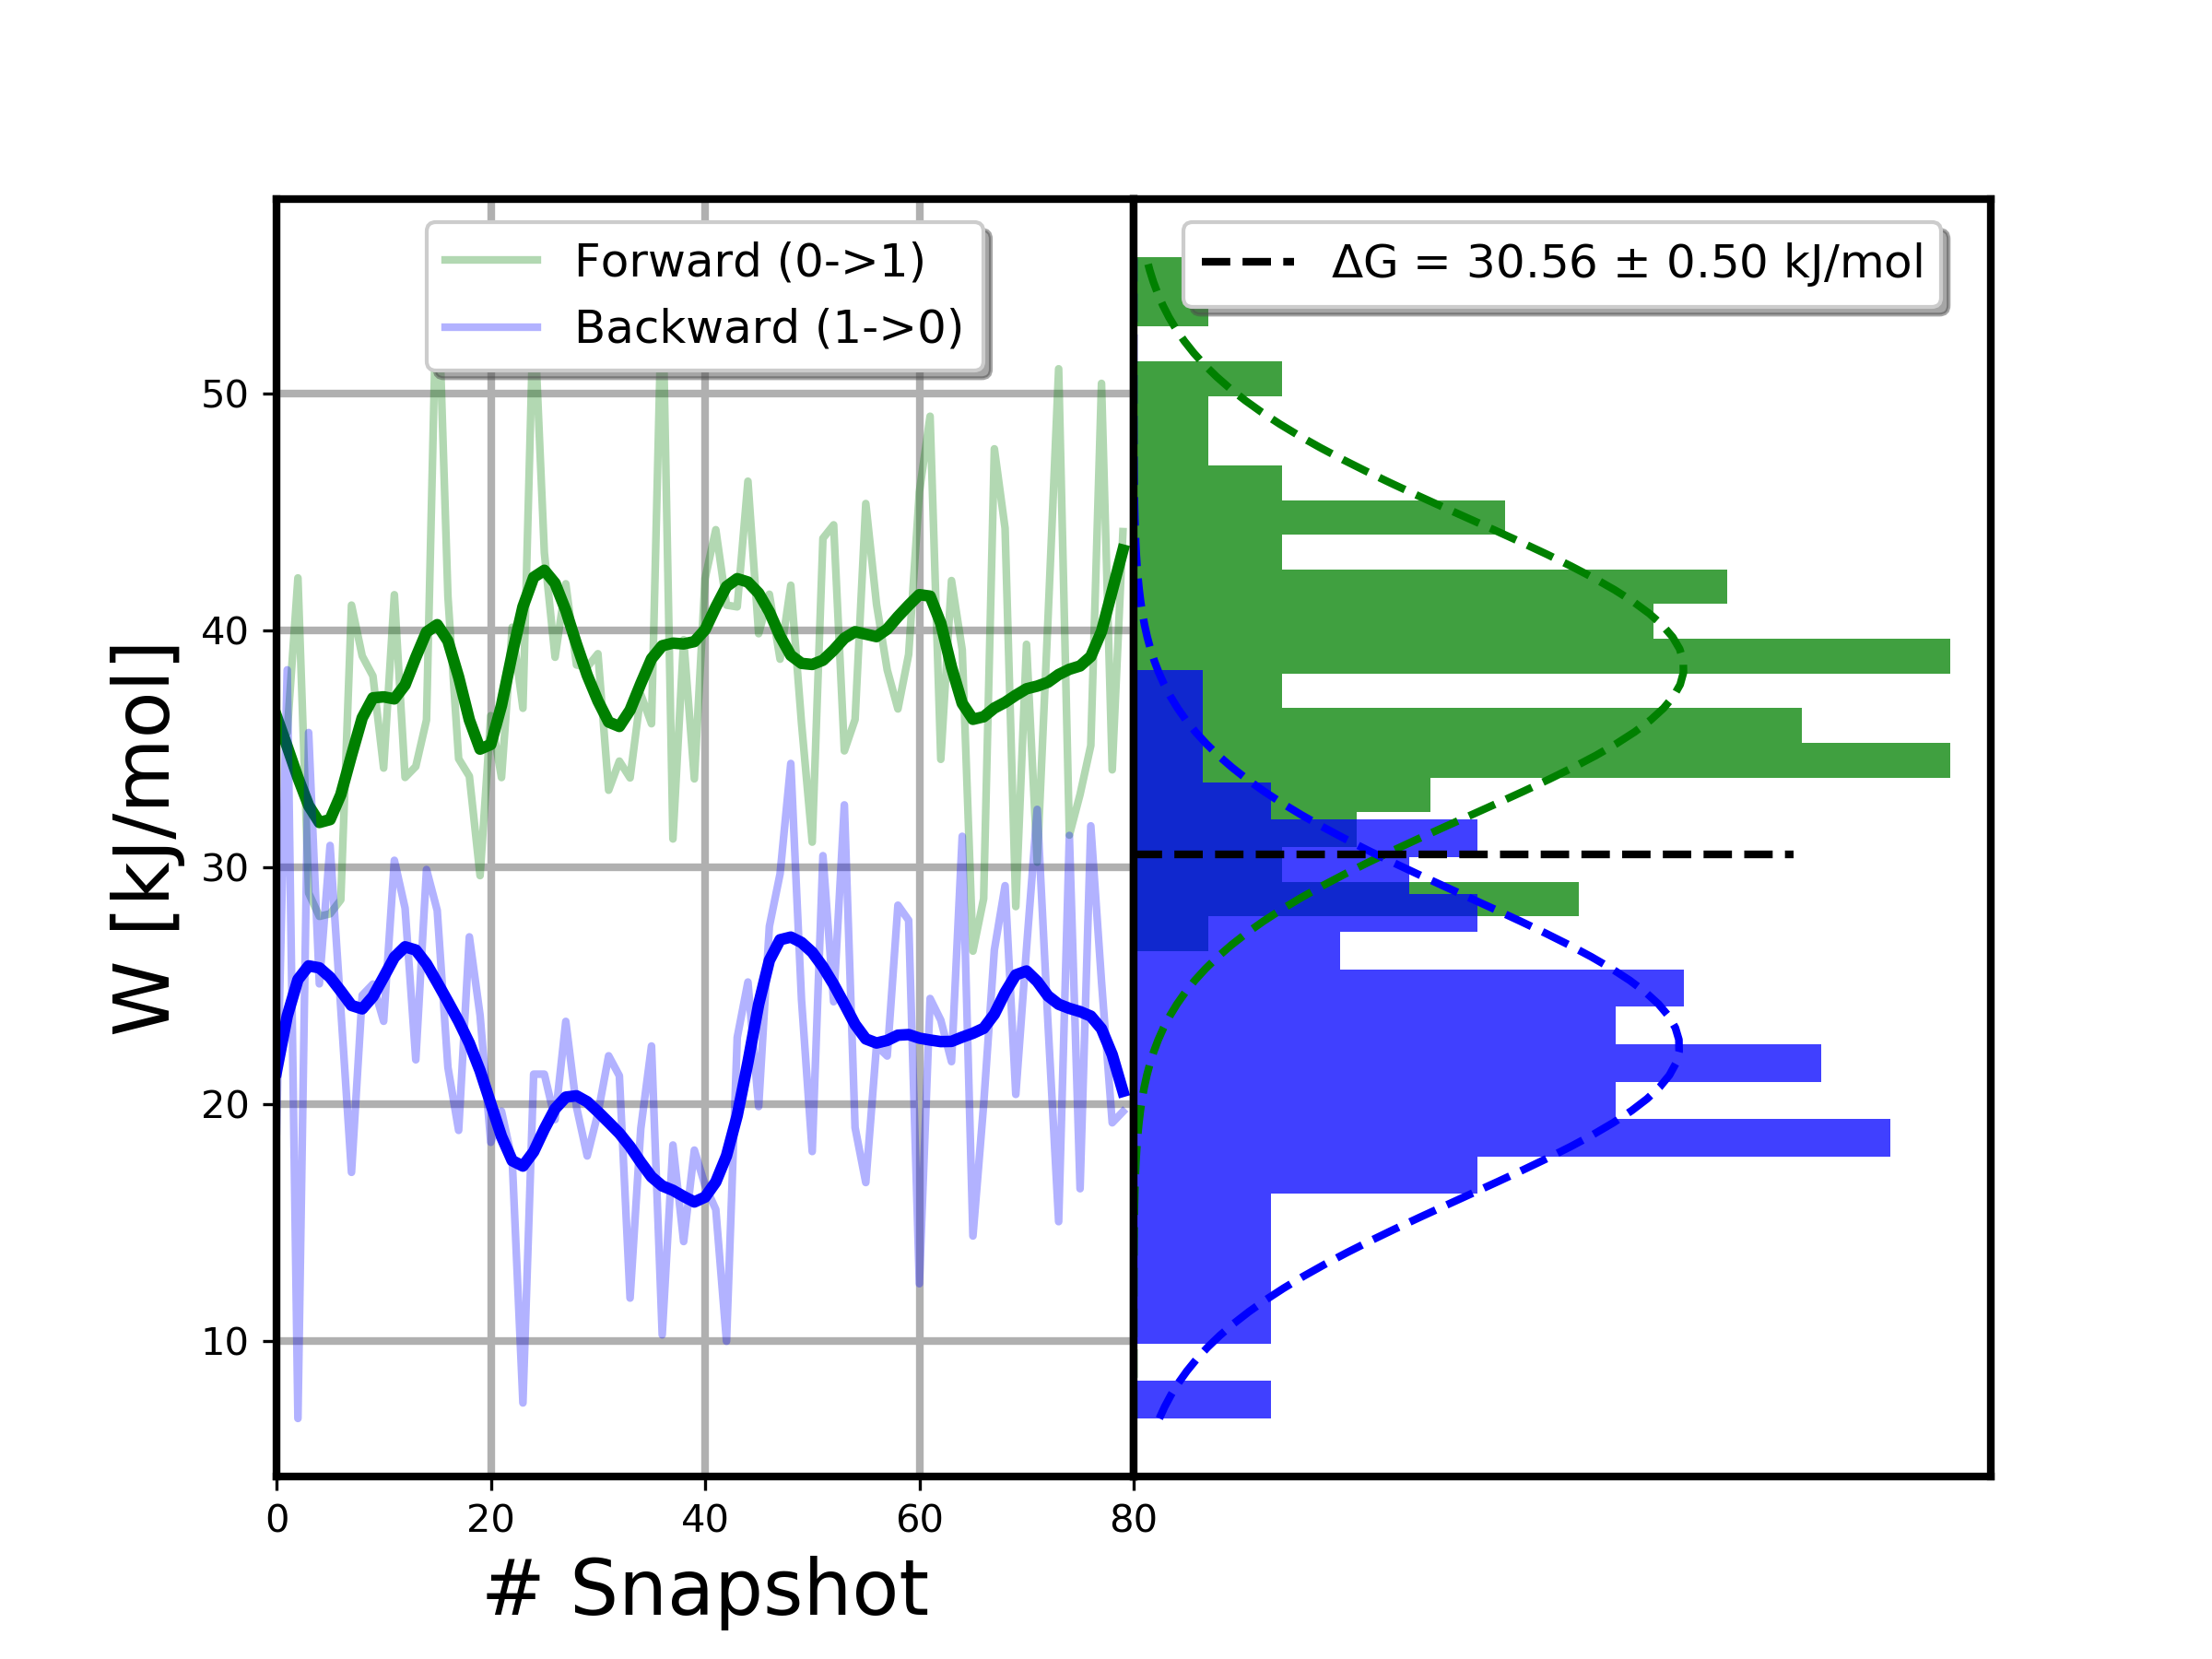 Forward (0->1)
Backward (1->0)
ΔG = 30.56 ± 0.50 kJ/mol
50
40
30
20
10
W [kJ/mol]
0
20
40
60
80
# Snapshot